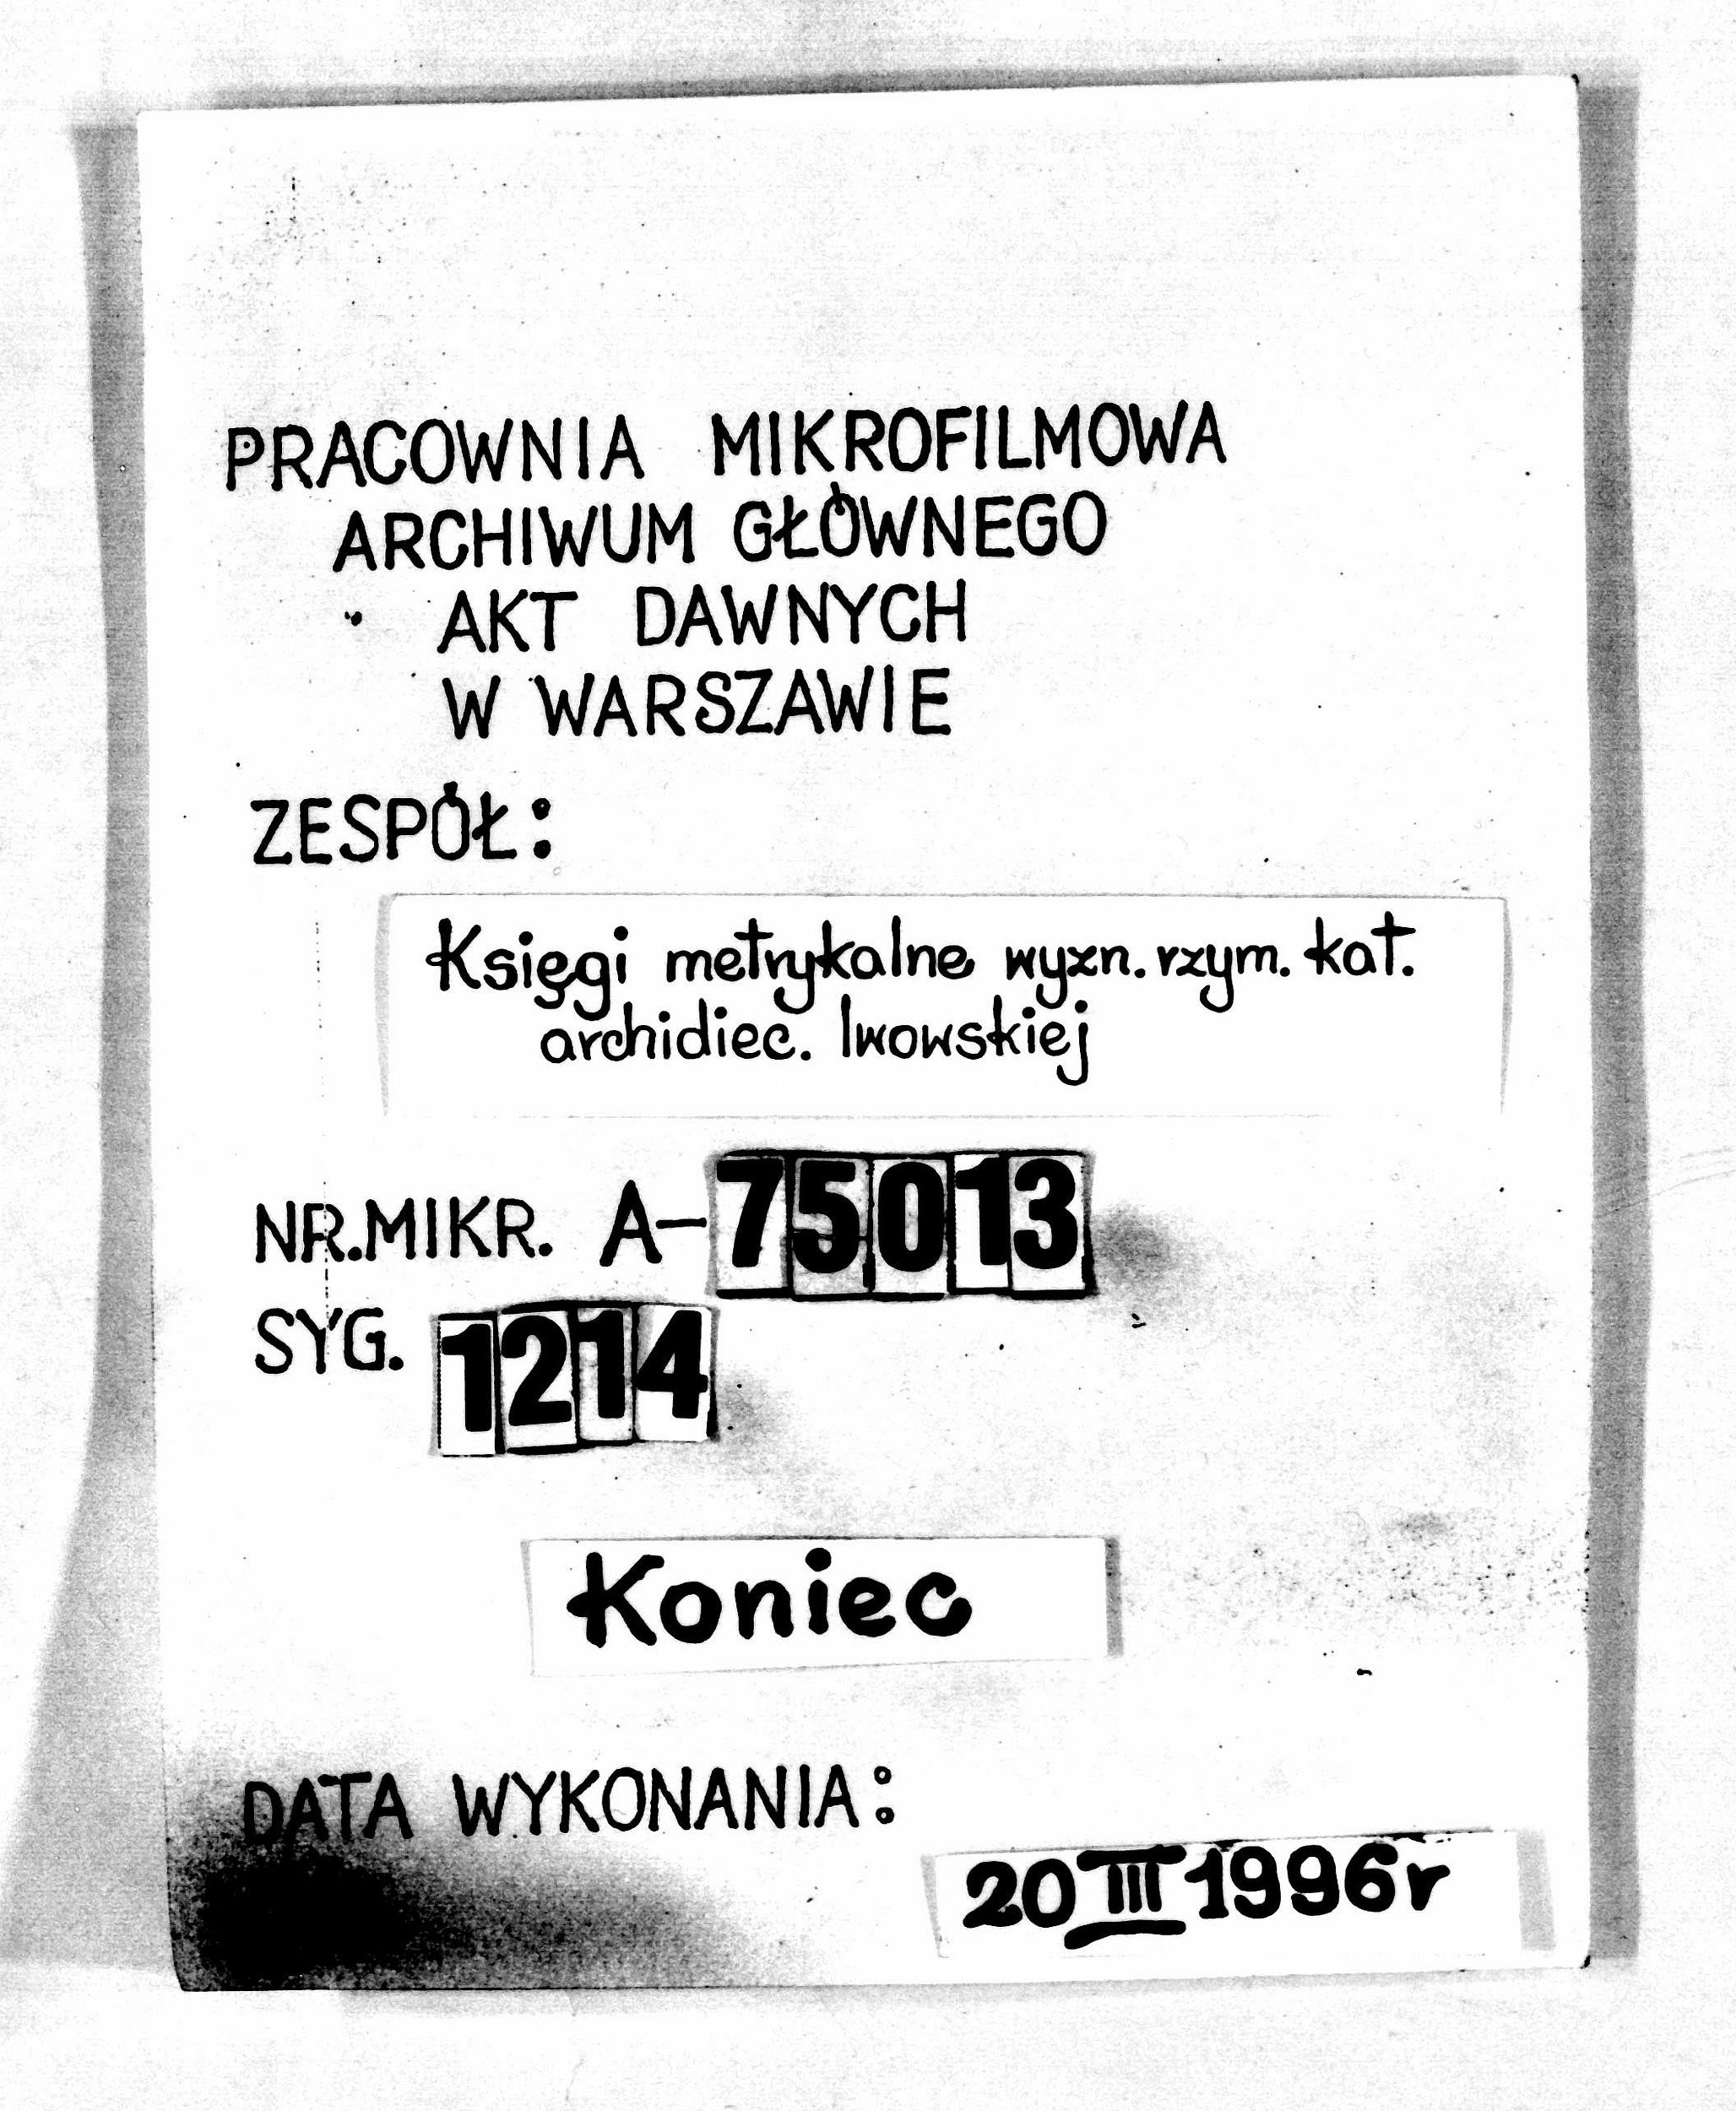 PRACOWNIA MIKROFILMOWA
ARCHIWUM GŁÓWNEGO
AKT DAWNYCH
W WARSZAWIE
ZESPÓŁ:
Księgi metrykalne wyzn. rzym. kat.
archidiec. lwowskiej
NR.MIKR. A-75013
SYG. 1214
Koniec
DATA WYKONANIA:
20 III 1996r